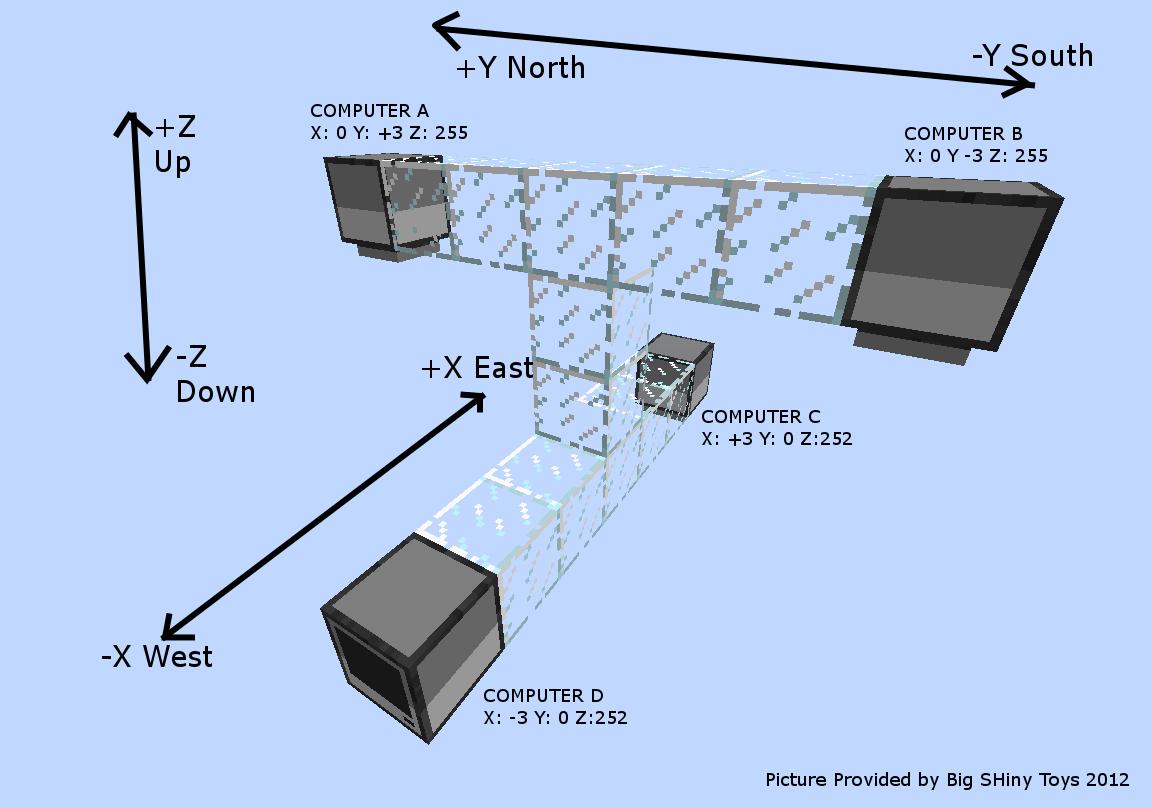 +Y North
-Y South
+Z
Up
COMPUTER A
X: 0 Y: +3 Z: 255
COMPUTER B
X: 0 Y -3 Z: 255
-Z
Down
+X East
COMPUTER C
X: +3 Y: 0 Z:252
-X West
COMPUTER D
X: -3 Y: 0 Z:252
Picture Provided by Big SHiny Toys 2012